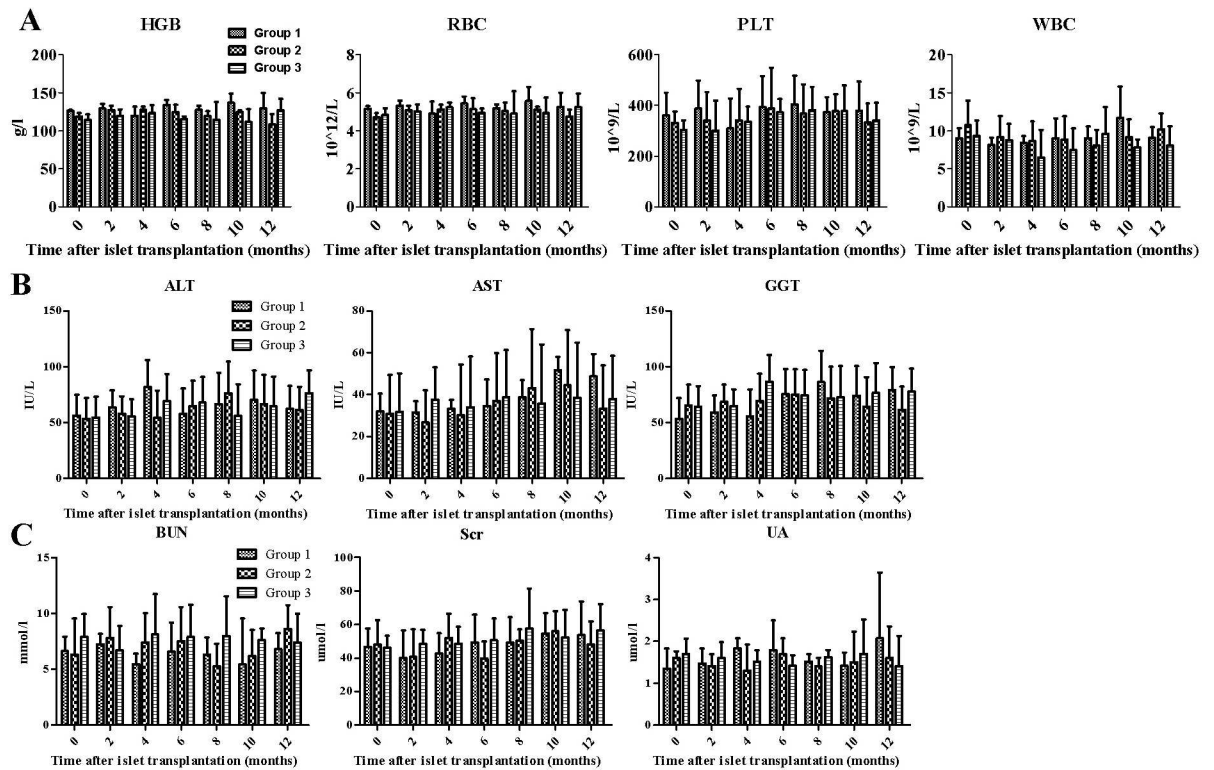 A
HGB
RBC
PLT
WBC
Group 1
Group 2
Group 3
200
150
100
50
0
g/l
0 2 4 6 8 10 12
Time after islet transplantation (months)
8
6
4
2
0
10^12/L
0 2 4 6 8 10 12
Time after islet transplantation (months)
600
400
200
0
10^9/L
0 2 4 6 8 10 12
Time after islet transplantation (months)
20
15
10
5
0
10^9/L
0 2 4 6 8 10 12
Time after islet transplantation (months)
B
ALT
AST
GGT
Group 1
Group 2
Group 3
150
100
50
0
IU/L
0 2 4 6 8 10 12
Time after islet transplantation (months)
80
60
40
20
0
IU/L
0 2 4 6 8 10 12
Time after islet transplantation (months)
150
100
50
0
IU/L
0 2 4 6 8 10 12
Time after islet transplantation (months)
C
BUN
Scr
UA
Group 1
Group 2
Group 3
15
10
5
0
mmol/l
0 2 4 6 8 10 12
Time after islet transplantation (months)
100
80
60
40
20
0
umol/l
0 2 4 6 8 10 12
Time after islet transplantation (months)
4
3
2
1
0
umol/l
0 2 4 6 8 10 12
Time after islet transplantation (months)